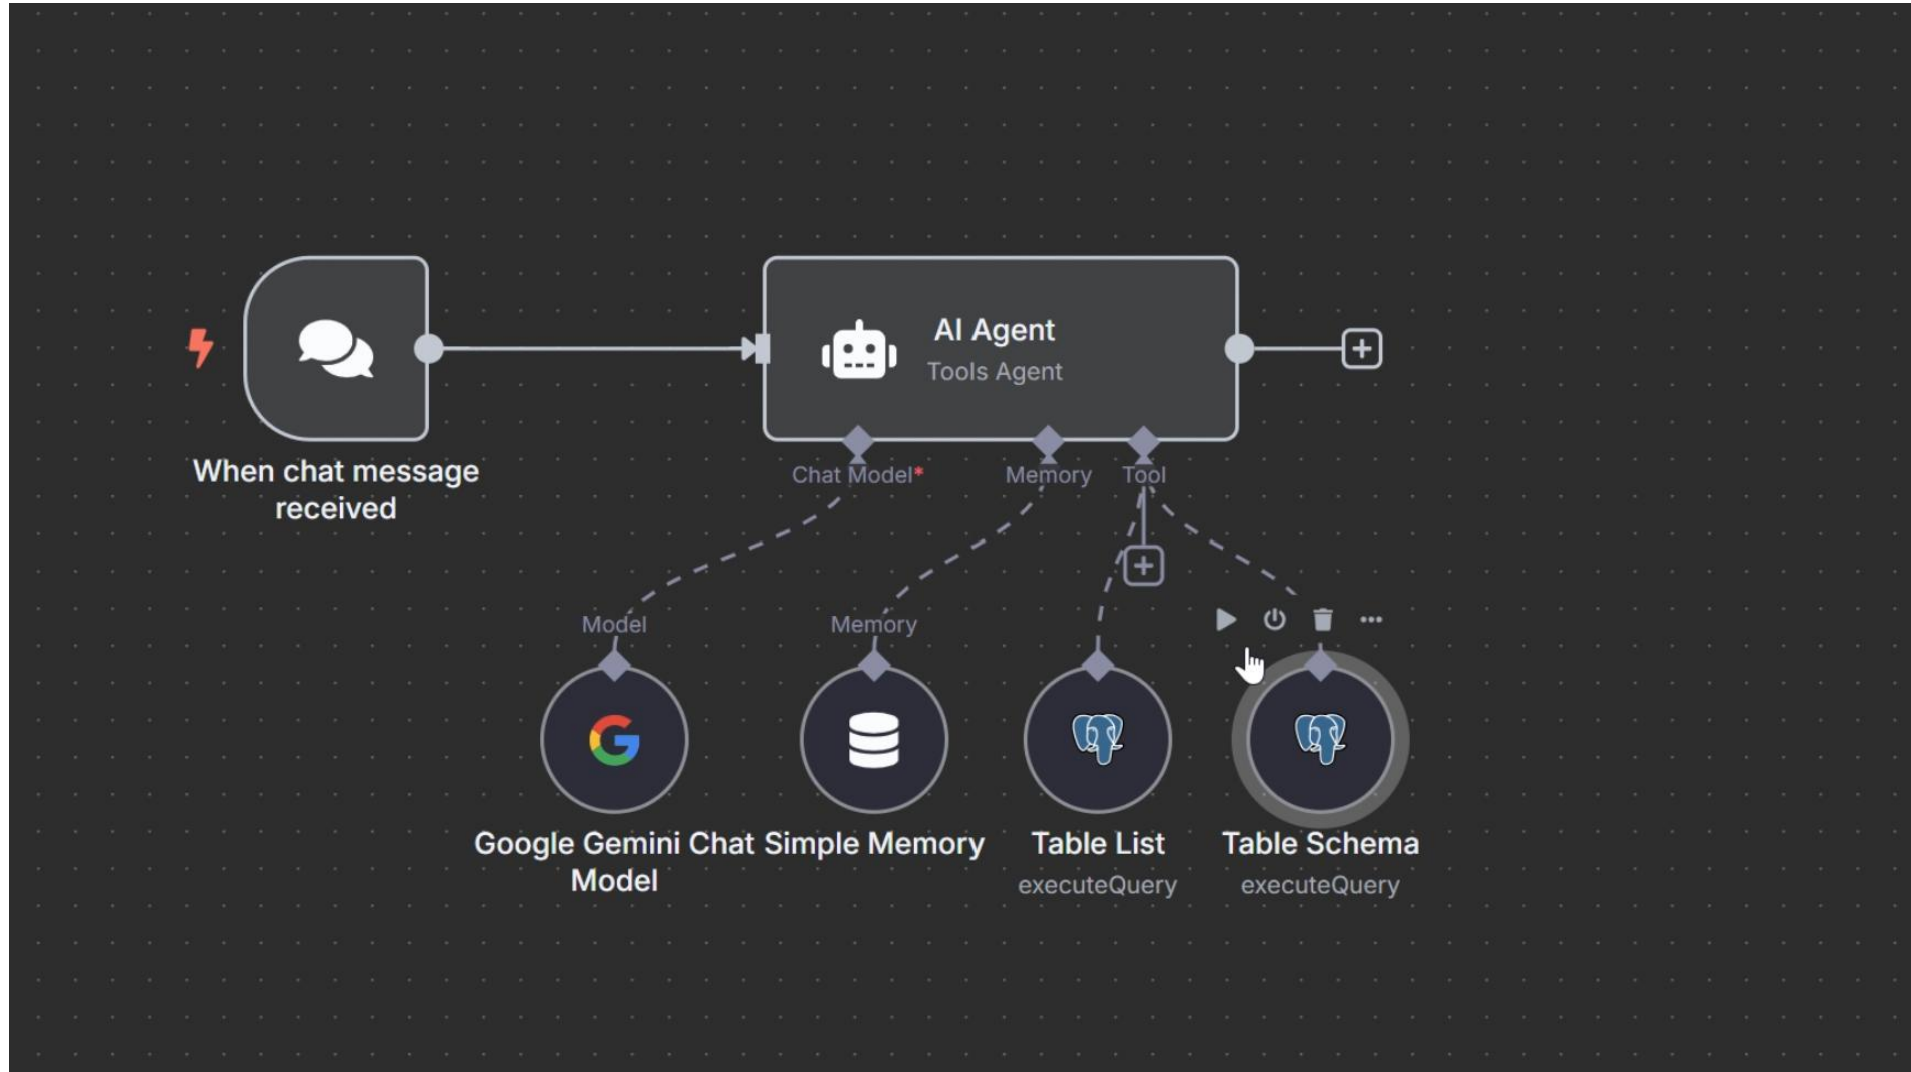 AI Agent
Tools Agent
When chat message
received
Chat Model*
Memory
Tool
Model
Memory
Google Gemini Chat
Model
Simple Memory
Table List
executeQuery
Table Schema
executeQuery